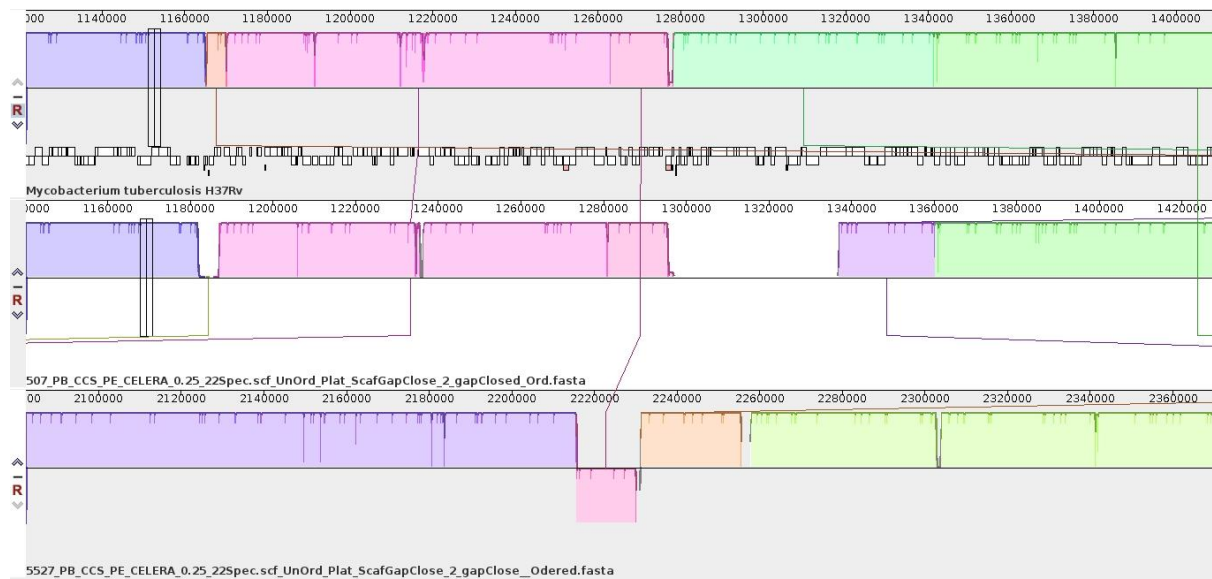 1140000 1160000 1180000 1200000 1220000 1240000 1260000 1280000 1300000 1320000 1340000 1360000 1380000 1400000
R
Mycobacterium tuberculosis H37Rv
0000 1160000 1180000 1200000 1220000 1240000 1260000 1280000 1300000 1320000 1340000 1360000 1380000 1400000 1420000
R
507_PB_CCS_PE_CELERA_0.25_22Spec.scf_UnOrd_Plat_ScafGapClose_2_gapClosed_Ord.fasta
00 2100000 2120000 2140000 2160000 2180000 2200000 2220000 2240000 2260000 2280000 2300000 2320000 2340000 2360000
R
5527_PB_CCS_PE_CELERA_0.25_22Spec.scf_UnOrd_Plat_ScafGapClose_2_gapClose__Odered.fasta